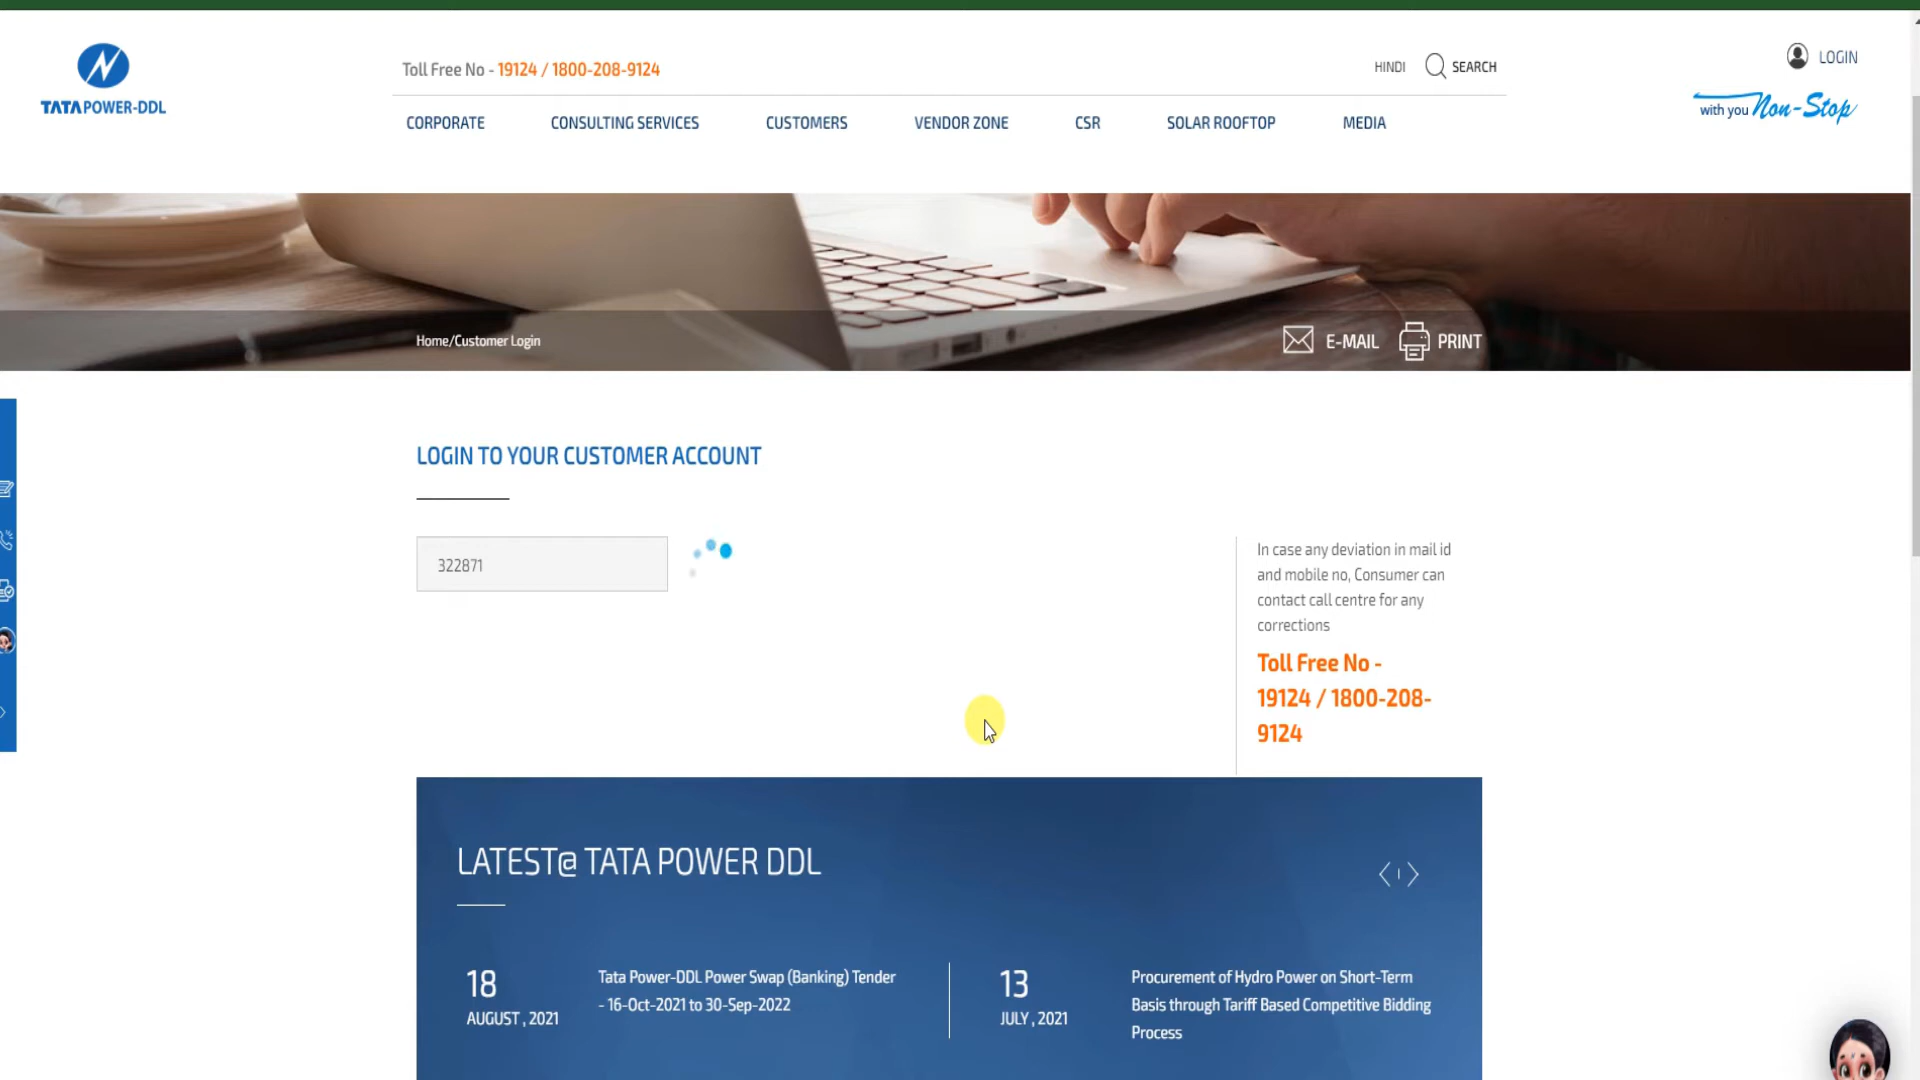 TATA POWER-DDL
Toll Free No - 19124 / 1800-208-9124
HINDI
SEARCH
LOGIN
with you Non-Stop
CORPORATE
CONSULTING SERVICES
CUSTOMERS
VENDOR ZONE
CSR
SOLAR ROOFTOP
MEDIA
Home/Customer Login
E-MAIL
PRINT
LOGIN TO YOUR CUSTOMER ACCOUNT
322871
In case any deviation in mail id
and mobile no, Consumer can
contact call centre for any
corrections
Toll Free No -
19124 / 1800-208-
9124
LATEST@ TATA POWER DDL
18
AUGUST , 2021
Tata Power-DDL Power Swap (Banking) Tender
- 16-Oct-2021 to 30-Sep-2022
13
JULY , 2021
Procurement of Hydro Power on Short-Term
Basis through Tariff Based Competitive Bidding
Process